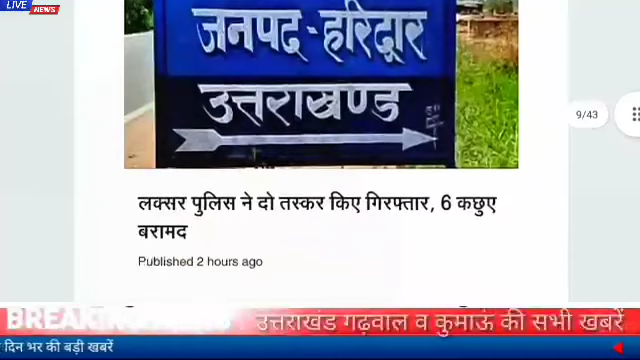 LIVE
NEWS
जनपद-हरिद्वार
उत्तराखण्ड
9/43
लक्सर पुलिस ने दो तस्कर किए गिरफ्तार, 6 कछुए
बरामद
Published 2 hours ago
उत्तराखंड गढ़वाल व कुमाऊं की सभी खबरें
दिन भर की बड़ी खबरें